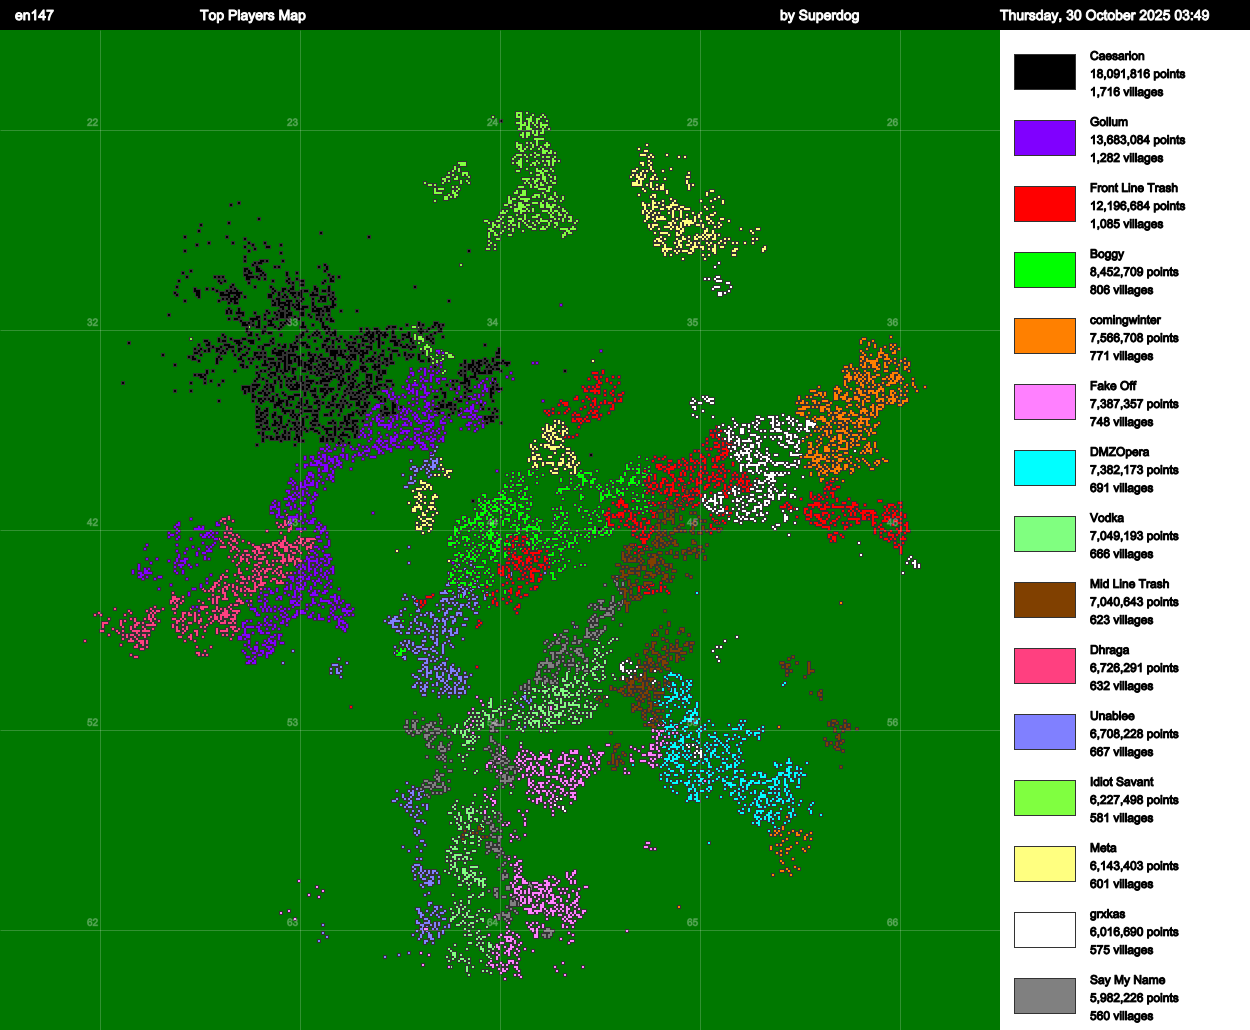 en147
Top Players Map
by Superdog
Thursday, 30 October 2025 03:49
Caesarion
18,091,816 points
1,716 villages
Gollum
13,683,084 points
1,282 villages
Front Line Trash
12,196,684 points
1,085 villages
Boggy
8,452,709 points
806 villages
comingwinter
7,566,708 points
771 villages
Fake Off
7,387,357 points
748 villages
DMZOpera
7,382,173 points
691 villages
Vodka
7,049,193 points
666 villages
Mid Line Trash
7,040,643 points
623 villages
Dhraga
6,726,291 points
632 villages
Unablee
6,708,228 points
667 villages
Idiot Savant
6,227,498 points
581 villages
Meta
6,143,403 points
601 villages
grxkas
6,016,690 points
575 villages
Say My Name
5,982,226 points
560 villages
22 23 24 25 26
32 33 34 35 36
42 43 45
52 53 56
62 63 64 65 66